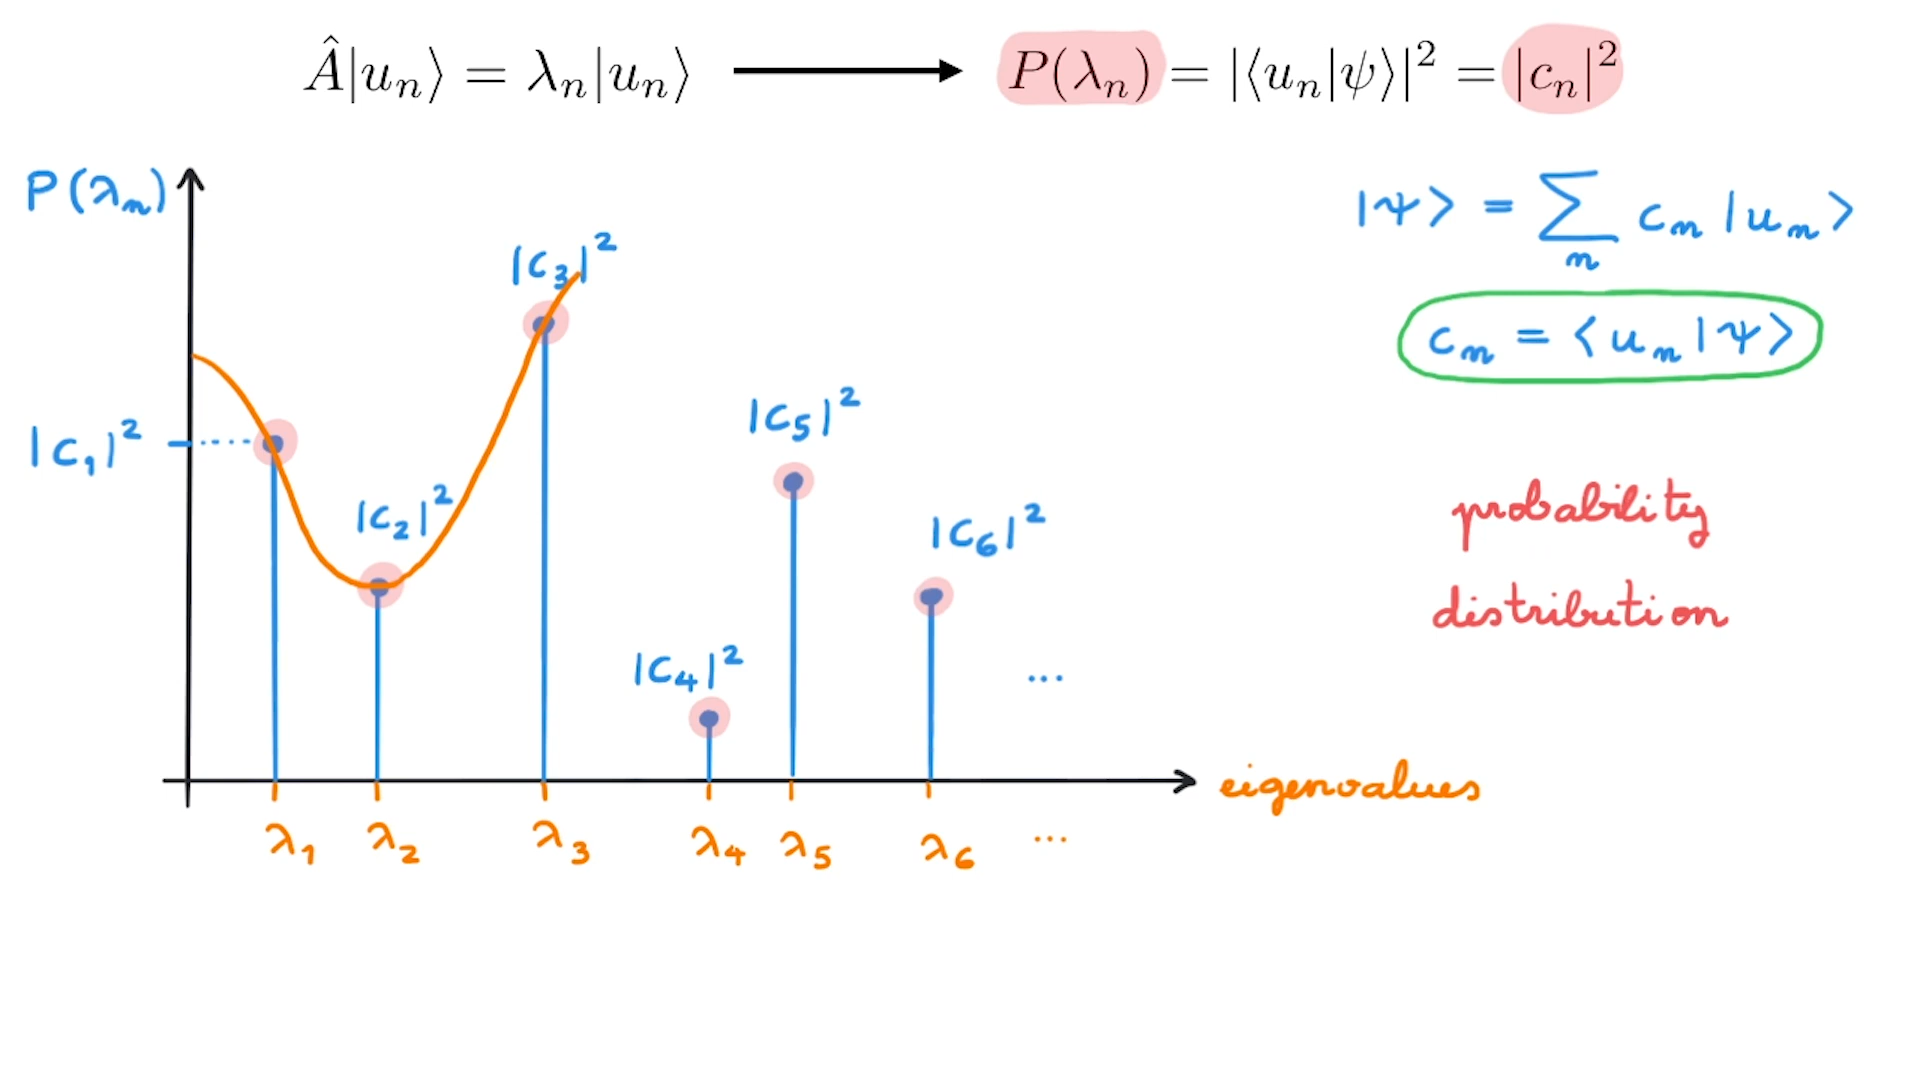 Â|uₙ⟩ = λₙ|uₙ⟩ ⟶ P(λₙ) = |⟨uₙ|ψ⟩|² = |cₙ|²
P(λₙ)
|ψ⟩ = ∑ₙ cₙ |uₙ⟩
cₙ = ⟨uₙ|ψ⟩
|c₃|²
|c₁|²
|c₂|²
|c₅|²
|c₆|²
|c₄|²
...
probability
distribution
eigenvalues
λ₁ λ₂ λ₃ λ₄ λ₅ λ₆ ...